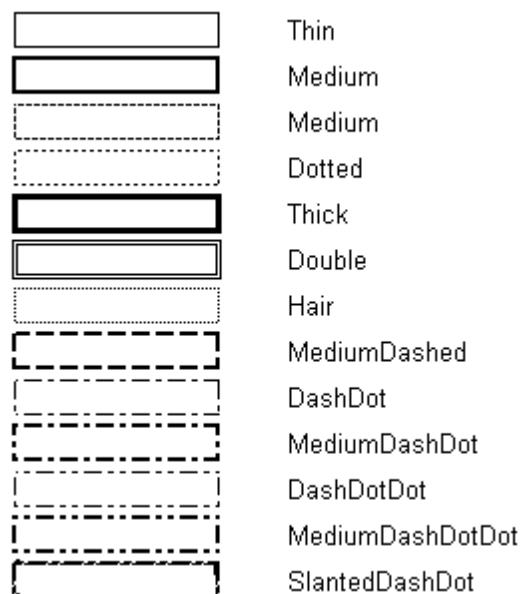 Thin
Medium
Medium
Dotted
Thick
Double
Hair
MediumDashed
DashDot
MediumDashDot
DashDotDot
MediumDashDotDot
SlantedDashDot